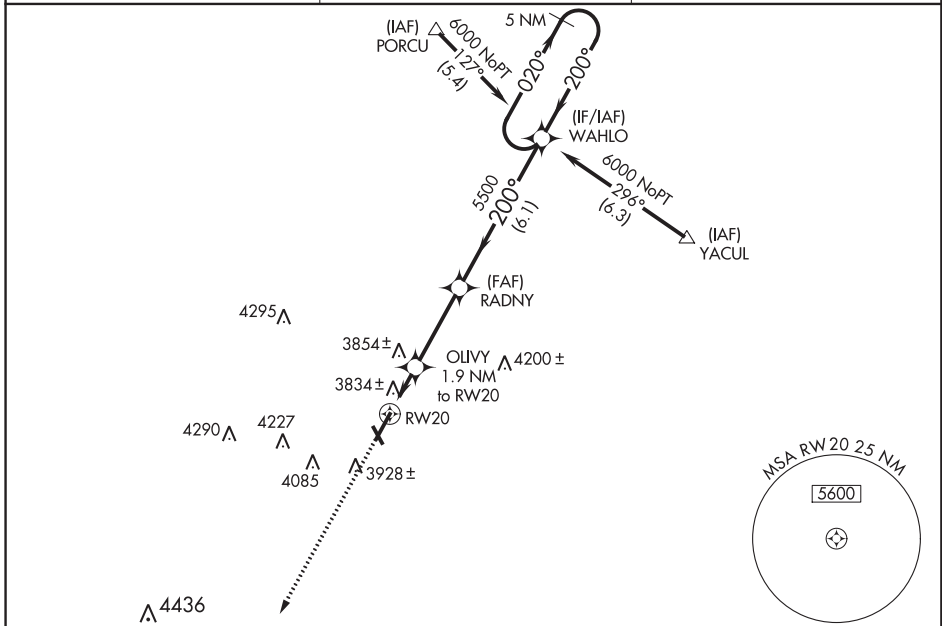 (IAF)
PORCU
6000 NoPT
127°
(5.4)
5 NM
020°
200°
(IF/IAF)
WAHLO
6000 NoPT
296°
(6.3)
(IAF)
YACUL
5500
200°
(6.1)
(FAF)
RADNY
4295
3854±
OLIVY
1.9 NM
to RW20
4200±
3834±
RW20
4290
4227
4085
3928±
4436
MSA RW20 25 NM
5600